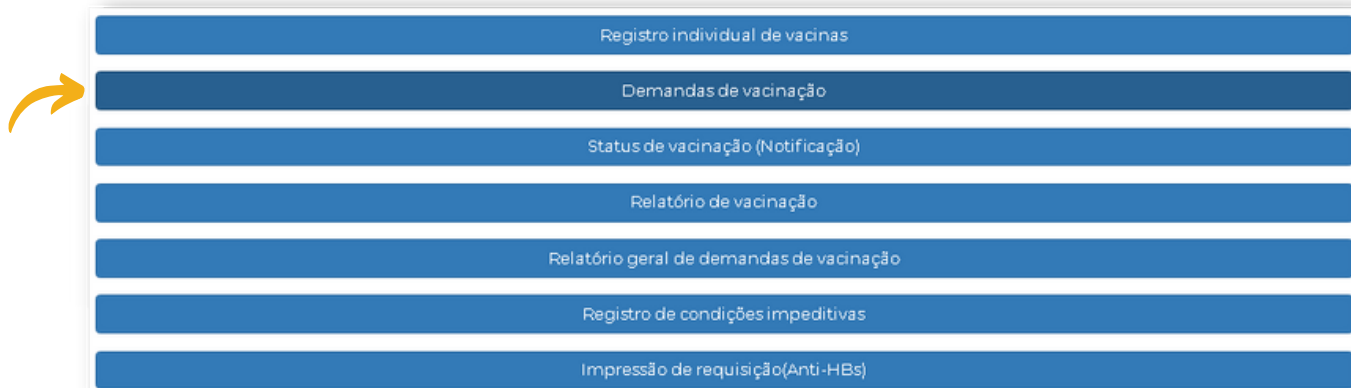 Registro individual de vacinas
Demandas de vacinação
Status de vacinação (Notificação)
Relatório de vacinação
Relatório geral de demandas de vacinação
Registro de condições impeditivas
Impressão de requisição(Anti-HBs)